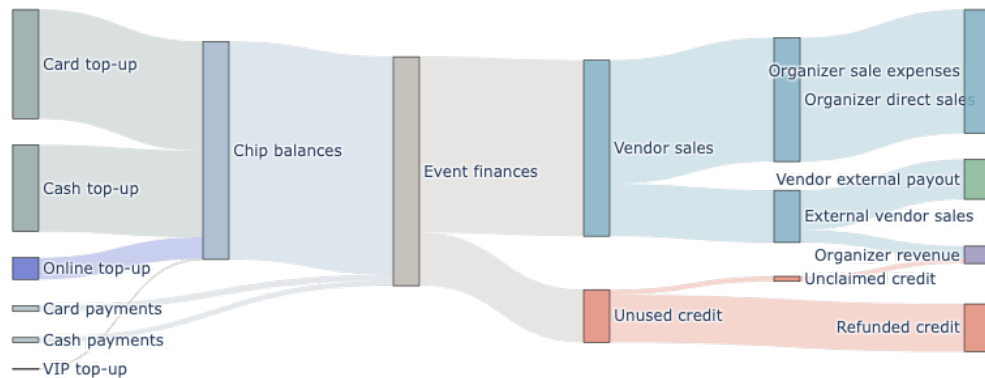 Card top-up
Cash top-up
Online top-up
Card payments
Cash payments
VIP top-up
Chip balances
Event finances
Vendor sales
Unused credit
Organizer direct sales
External vendor sales
Unclaimed credit
Organizer sale expenses
Vendor external payout
Organizer revenue
Refunded credit